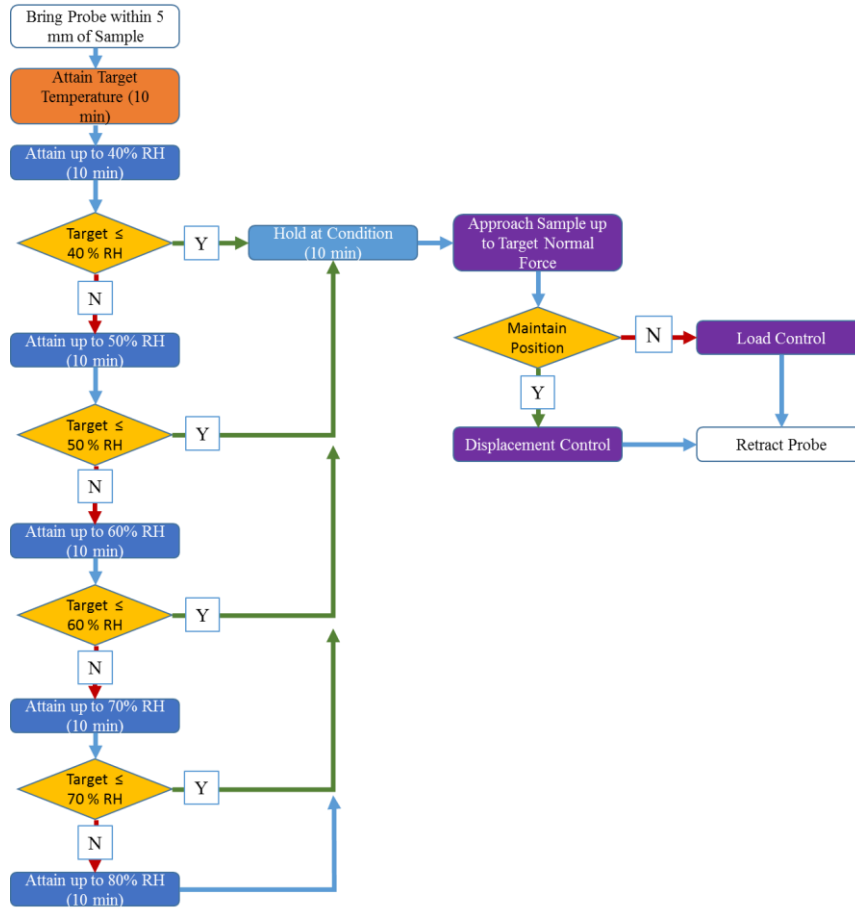 Bring Probe within 5
mm of Sample
Attain Target
Temperature (10
min)
Attain up to 40% RH
(10 min)
Target ≤
40 % RH
Y
Hold at Condition
(10 min)
Approach Sample up
to Target Normal
Force
N
Maintain
Position
N
Load Control
Attain up to 50% RH
(10 min)
Y
Target ≤
50 % RH
Y
Displacement Control
Retract Probe
N
Attain up to 60% RH
(10 min)
Target ≤
60 % RH
Y
N
Attain up to 70% RH
(10 min)
Target ≤
70 % RH
Y
N
Attain up to 80% RH
(10 min)